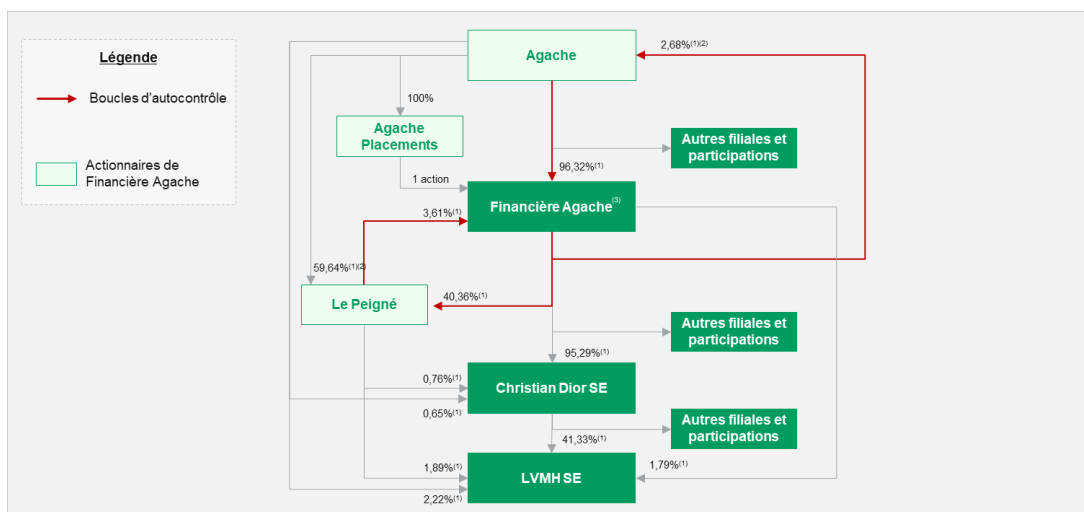 Légende
Boucles d'autocontrôle
Actionnaires de
Financière Agache
Agache
2,68%(1)(2)
100%
Agache
Placements
Autres filiales et
participations
96,32%(1)
1 action
Financière Agache(3)
3,61%(1)
59,64%(1)(2)
Le Peigné
40,36%(1)
Autres filiales et
participations
95,29%(1)
0,76%(1)
Christian Dior SE
0,65%(1)
Autres filiales et
participations
41,33%(1)
1,89%(1)
LVMH SE
1,79%(1)
2,22%(1)